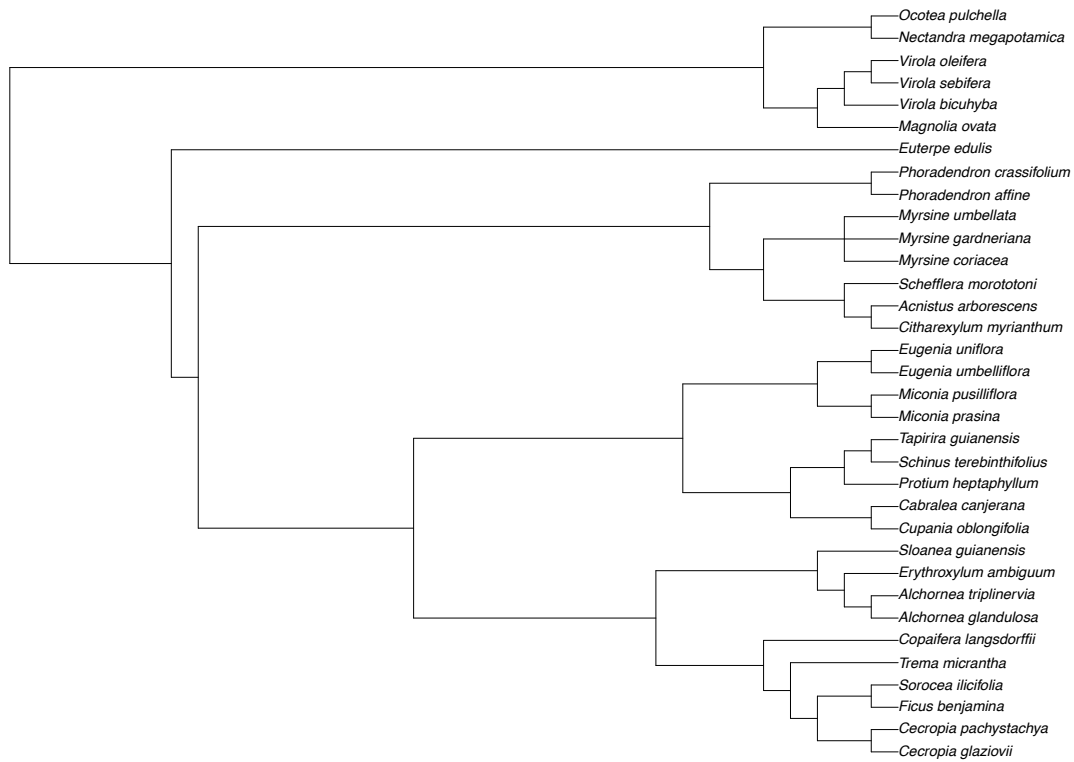 Ocotea pulchella
Nectandra megapotamica
Virola oleifera
Virola sebifera
Virola bicuhyba
Magnolia ovata
Euterpe edulis
Phoradendron crassifolium
Phoradendron affine
Myrsine umbellata
Myrsine gardneriana
Myrsine coriacea
Schefflera morototoni
Acnistus arborescens
Citharexylum myrianthum
Eugenia uniflora
Eugenia umbelliflora
Miconia pusilliflora
Miconia prasina
Tapirira guianensis
Schinus terebinthifolius
Protium heptaphyllum
Cabralea canjerana
Cupania oblongifolia
Sloanea guianensis
Erythroxylum ambiguum
Alchornea triplinervia
Alchornea glandulosa
Copaifera langsdorffii
Trema micrantha
Sorocea ilicifolia
Ficus benjamina
Cecropia pachystachya
Cecropia glaziovii